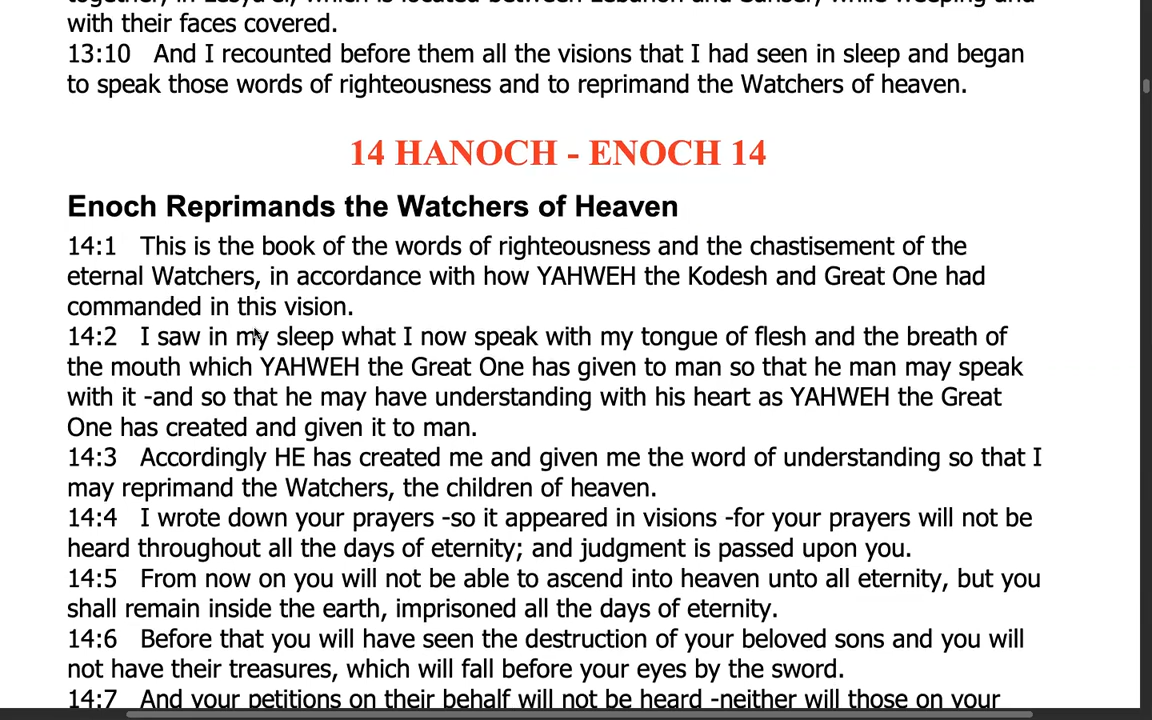 with their faces covered.
13:10 And I recounted before them all the visions that I had seen in sleep and began
to speak those words of righteousness and to reprimand the Watchers of heaven.
14 HANOCH - ENOCH 14
Enoch Reprimands the Watchers of Heaven
14:1 This is the book of the words of righteousness and the chastisement of the
eternal Watchers, in accordance with how YAHWEH the Kodesh and Great One had
commanded in this vision.
14:2 I saw in my sleep what I now speak with my tongue of flesh and the breath of
the mouth which YAHWEH the Great One has given to man so that he man may speak
with it -and so that he may have understanding with his heart as YAHWEH the Great
One has created and given it to man.
14:3 Accordingly HE has created me and given me the word of understanding so that I
may reprimand the Watchers, the children of heaven.
14:4 I wrote down your prayers -so it appeared in visions -for your prayers will not be
heard throughout all the days of eternity; and judgment is passed upon you.
14:5 From now on you will not be able to ascend into heaven unto all eternity, but you
shall remain inside the earth, imprisoned all the days of eternity.
14:6 Before that you will have seen the destruction of your beloved sons and you will
not have their treasures, which will fall before your eyes by the sword.
14:7 And your petitions on their behalf will not be heard -neither will those on your